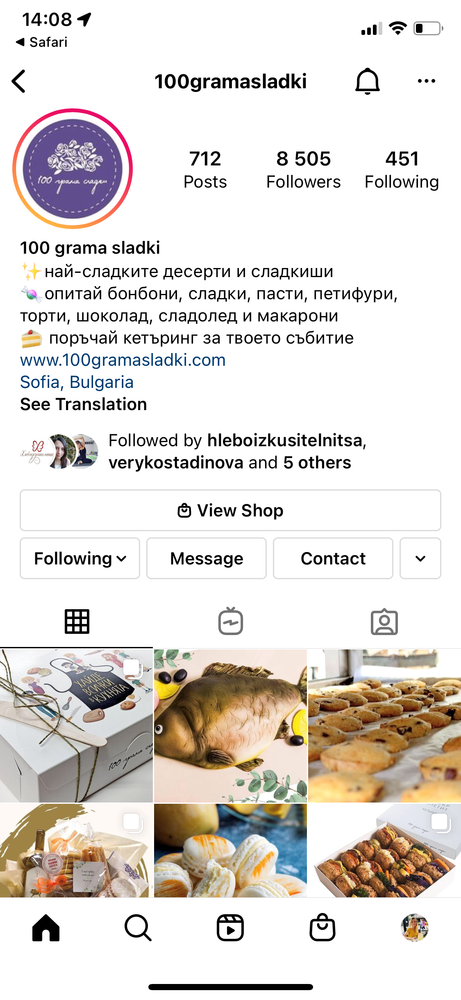 14:08
Safari
100gramasladki
100 грама сладки
712
8 505
451
Posts
Followers
Following
100 grama sladki
✨най-сладките десерти и сладкиши
🍬опитай бонбони, сладки, пасти, петифури,
торти, шоколад, сладолед и макарони
🍰 поръчай кетъринг за твоето събитие
www.100gramasladki.com
Sofia, Bulgaria
See Translation
Хлебоизкусителница
Followed by hleboizkusitelnitsa,
verykostadinova and 5 others
View Shop
Following
Message
Contact
ХАЙДЕ
ВСИЧКИ
в КУХНЯТА
100 грама